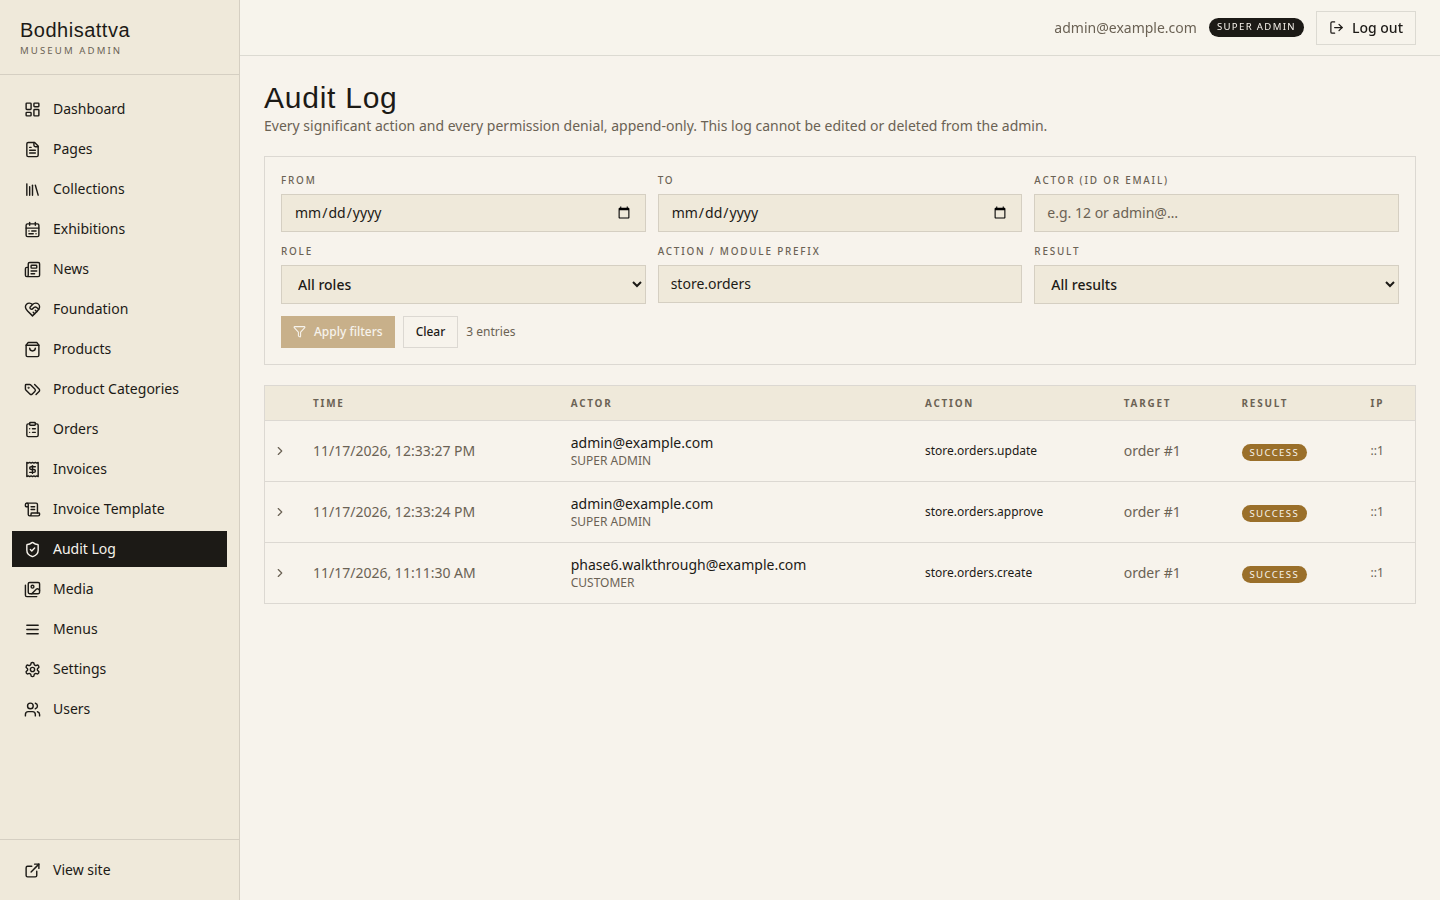 Bodhisattva
MUSEUM ADMIN
Dashboard
Pages
Collections
Exhibitions
News
Foundation
Products
Product Categories
Orders
Invoices
Invoice Template
Audit Log
Media
Menus
Settings
Users
View site
admin@example.com SUPER ADMIN Log out
Audit Log
Every significant action and every permission denial, append-only. This log cannot be edited or deleted from the admin.
FROM TO ACTOR (ID OR EMAIL)
mm/dd/yyyy mm/dd/yyyy e.g. 12 or admin@...
ROLE ACTION / MODULE PREFIX RESULT
All roles store.orders All results
Apply filters Clear 3 entries
TIME ACTOR ACTION TARGET RESULT IP
11/17/2026, 12:33:27 PM admin@example.com SUPER ADMIN store.orders.update order #1 SUCCESS ::1
11/17/2026, 12:33:24 PM admin@example.com SUPER ADMIN store.orders.approve order #1 SUCCESS ::1
11/17/2026, 11:11:30 AM phase6.walkthrough@example.com CUSTOMER store.orders.create order #1 SUCCESS ::1